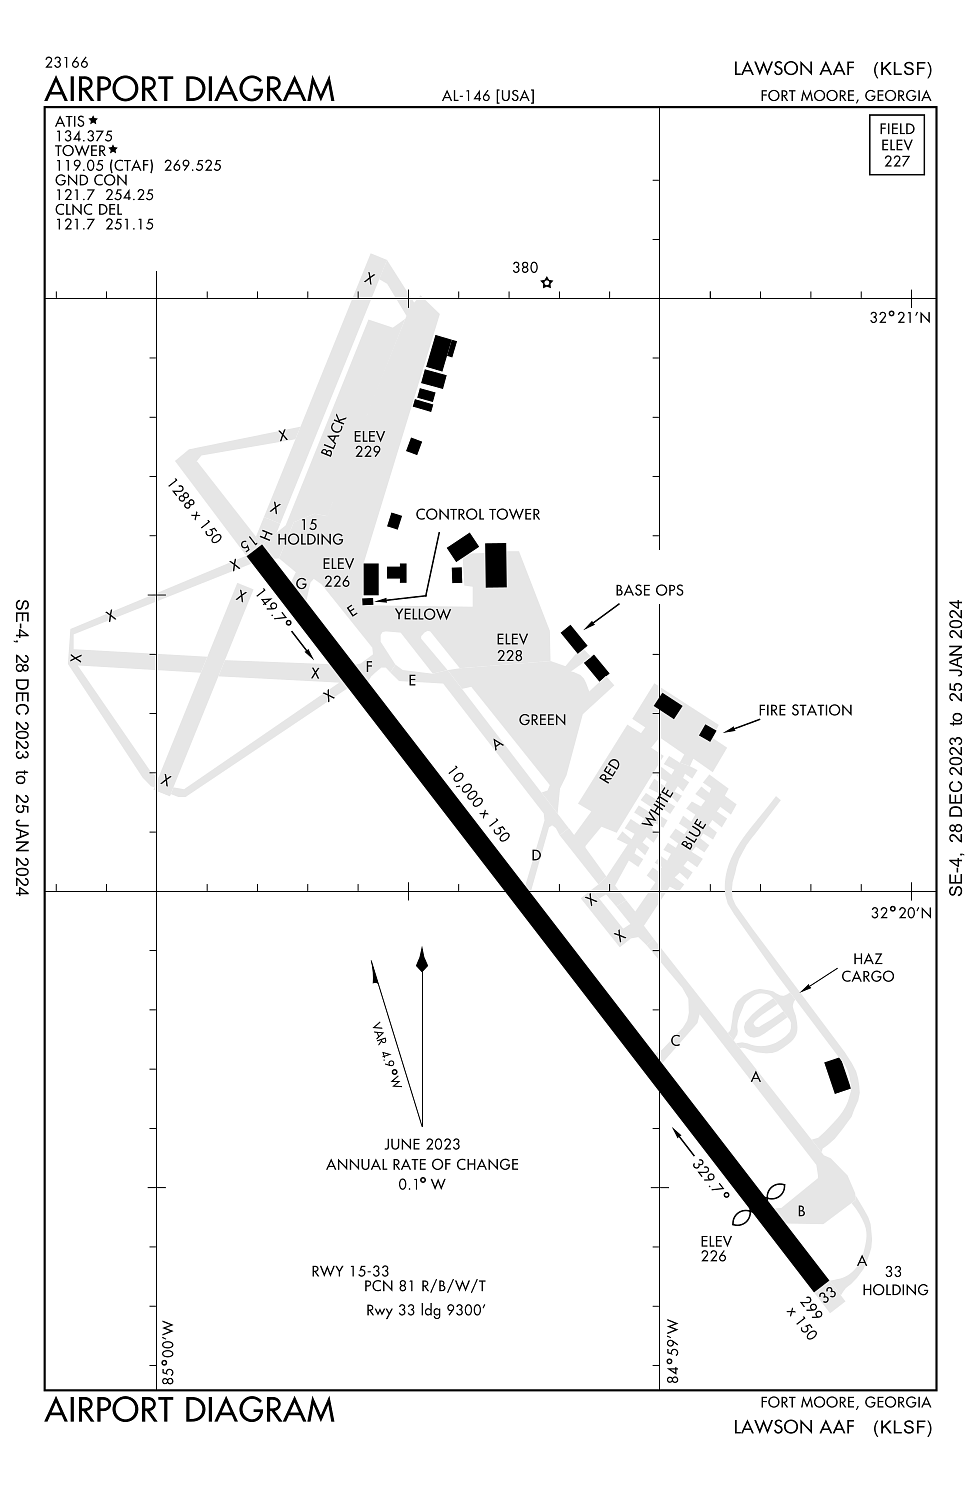 23166
AIRPORT DIAGRAM
AL-146 [USA]
LAWSON AAF (KLSF)
FORT MOORE, GEORGIA
ATIS ★
134.375
TOWER★
119.05 (CTAF) 269.525
GND CON
121.7 254.25
CLNC DEL
121.7 251.15
FIELD
ELEV
227
380
32°21'N
X
X
BLACK
ELEV
229
1288 x 150
X
15
HOLDING
H
15
CONTROL TOWER
X
ELEV
226
G
X
149.7°
E
YELLOW
BASE OPS
X
ELEV
228
X
F
X
E
X
GREEN
FIRE STATION
A
RED
X
10,000 x 150
WHITE
BLUE
D
X
32°20'N
X
HAZ
CARGO
VAR 4.9°W
C
A
JUNE 2023
ANNUAL RATE OF CHANGE
0.1° W
329.7°
B
ELEV
226
A
33
HOLDING
RWY 15-33
PCN 81 R/B/W/T
Rwy 33 ldg 9300'
33
299
x 150
85°00'W
84°59'W
SE-4, 28 DEC 2023 to 25 JAN 2024
SE-4, 28 DEC 2023 to 25 JAN 2024
AIRPORT DIAGRAM
FORT MOORE, GEORGIA
LAWSON AAF (KLSF)